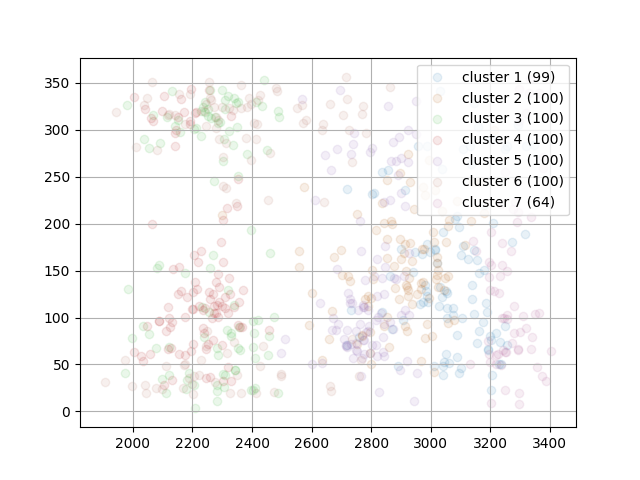 350
300
250
200
150
100
50
0
cluster 1 (99)
cluster 2 (100)
cluster 3 (100)
cluster 4 (100)
cluster 5 (100)
cluster 6 (100)
cluster 7 (64)
2000 2200 2400 2600 2800 3000 3200 3400